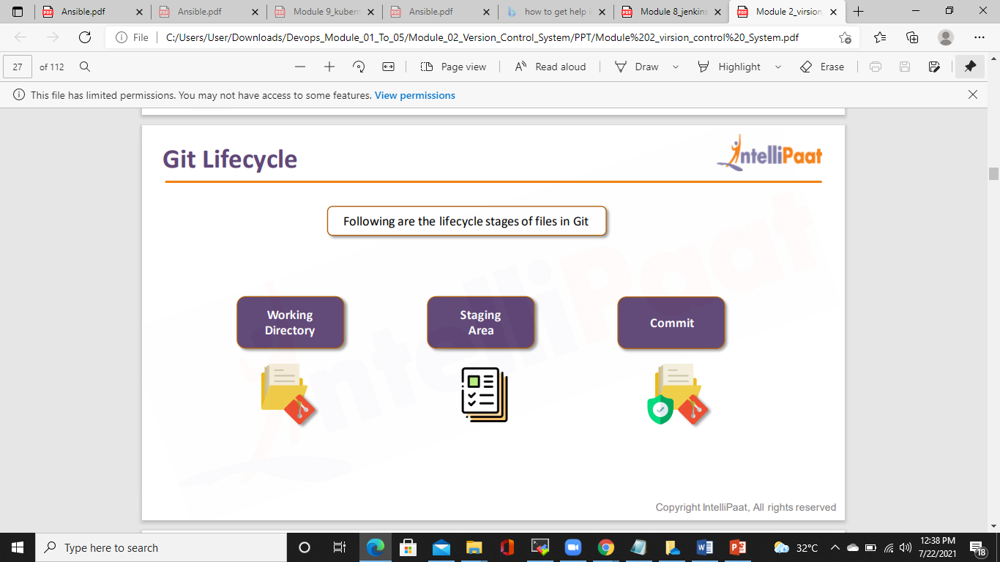 Ansible.pdf
Ansible.pdf
Module 9_kubern
Ansible.pdf
how to get help i
Module 8_jenkins
Module 2_virsion_
File
C:/Users/User/Downloads/Devops_Module_01_To_05/Module_02_Version_Control_System/PPT/Module%202_virsion_control%20_System.pdf
27 of 112
Page view
Read aloud
Draw
Highlight
Erase
This file has limited permissions. You may not have access to some features. View permissions
Git Lifecycle
IntelliPaat
Following are the lifecycle stages of files in Git
Working
Directory
Staging
Area
Commit
IntelliPaat
Copyright IntelliPaat, All rights reserved
Type here to search
32°C
12:38 PM
7/22/2021
18